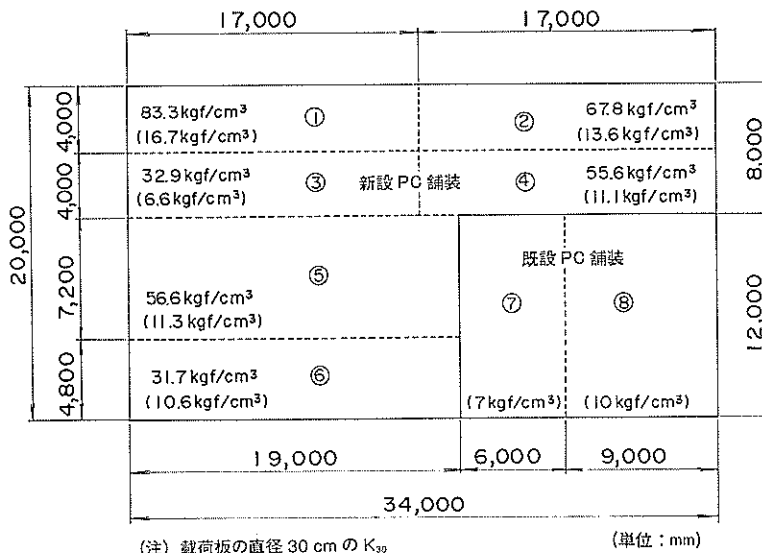 17,000 17,000
20,000
4,000
4,000
7,200
4,800
83.3kgf/cm³ ① ② 67.8kgf/cm³
(16.7kgf/cm³) (13.6kgf/cm³)
32.9kgf/cm³ ③ 新設 PC 舗装 ④ 55.6kgf/cm³
(6.6kgf/cm³) (11.1kgf/cm³)
8.000
既設 PC 舗装
⑤ ⑦ ⑧
56.6kgf/cm³
(11.3kgf/cm³)
12.000
31.7kgf/cm³ ⑥
(10.6kgf/cm³) (7kgf/cm³) (10kgf/cm³)
19,000 6,000 9,000
34,000
(注) 載荷板の直径 30 cm の K₃₀ (単位:mm)